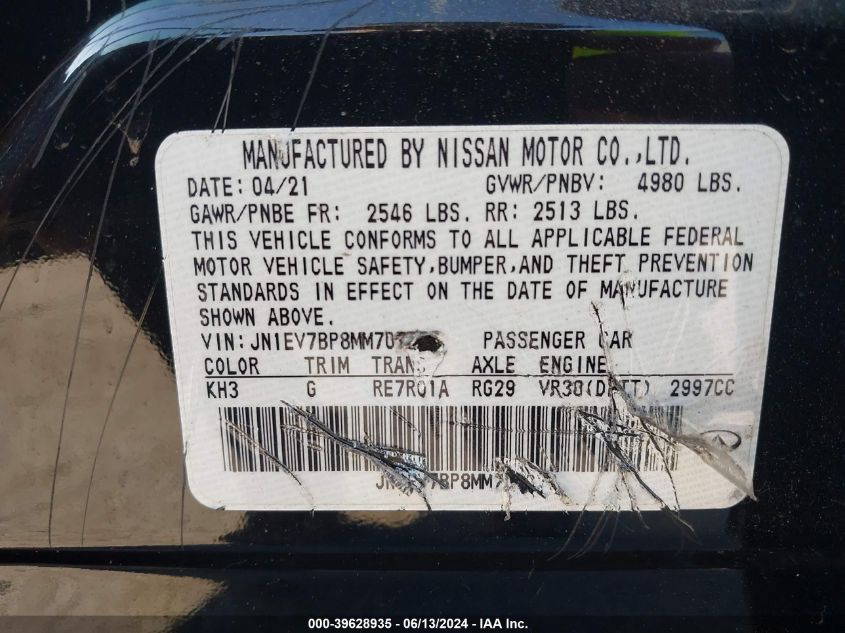 MANUFACTURED BY NISSAN MOTOR CO.,LTD.
DATE: 04/21 GVWR/PNBV: 4980 LBS.
GAWR/PNBE FR: 2546 LBS. RR: 2513 LBS.
THIS VEHICLE CONFORMS TO ALL APPLICABLE FEDERAL
MOTOR VEHICLE SAFETY,BUMPER,AND THEFT PREVENTION
STANDARDS IN EFFECT ON THE DATE OF MANUFACTURE
SHOWN ABOVE.
VIN: PASSENGER CAR
COLOR TRIM TRANS AXLE ENGINE
KH3 G RE7R01A RG29 2997CC
000-39628935 - 06/13/2024 - IAA Inc.